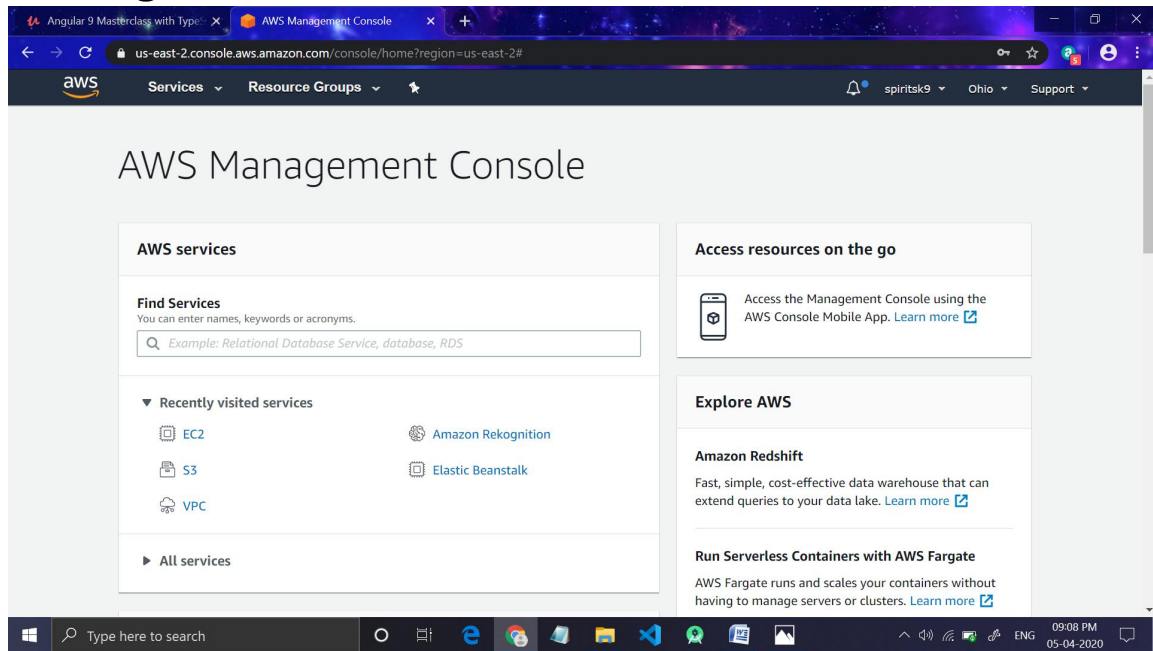 Angular 9 Masterclass with Type
AWS Management Console
us-east-2.console.aws.amazon.com/console/home?region=us-east-2#
5
aws
Services
Resource Groups
spiritsk9
Ohio
Support
AWS Management Console
AWS services
Find Services
You can enter names, keywords or acronyms.
Example: Relational Database Service, database, RDS
Recently visited services
EC2
Amazon Rekognition
S3
Elastic Beanstalk
VPC
All services
Access resources on the go
Access the Management Console using the
AWS Console Mobile App. Learn more
Explore AWS
Amazon Redshift
Fast, simple, cost-effective data warehouse that can
extend queries to your data lake. Learn more
Run Serverless Containers with AWS Fargate
AWS Fargate runs and scales your containers without
having to manage servers or clusters. Learn more
Type here to search
ENG
09:08 PM
05-04-2020